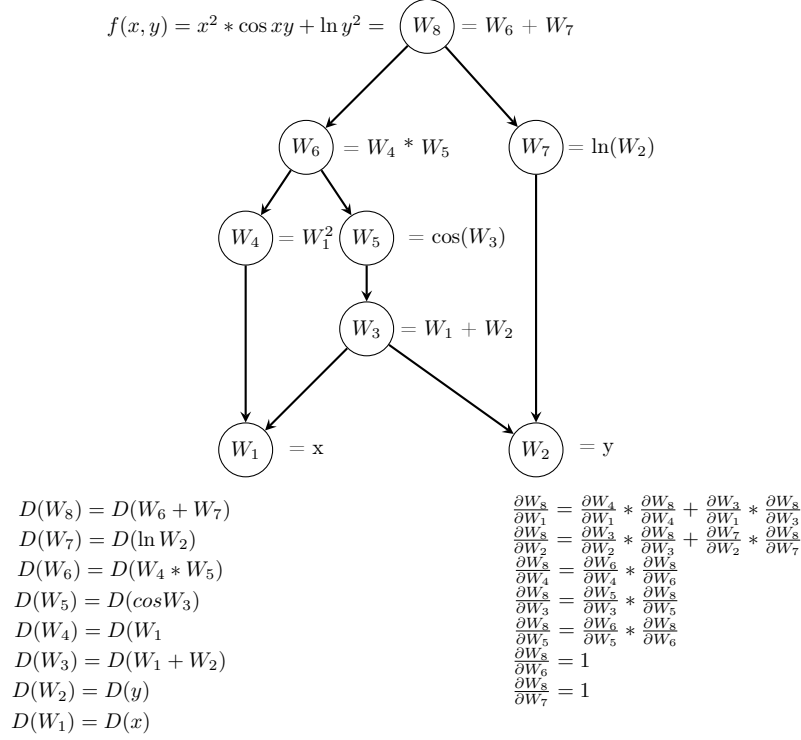 f(x, y) = x² * cos xy + ln y² = W₈ = W₆ + W₇
W₆ = W₄ * W₅
W₇ = ln(W₂)
W₄ = W₁²
W₅ = cos(W₃)
W₃ = W₁ + W₂
W₁ = x
W₂ = y
D(W₈) = D(W₆ + W₇)
D(W₇) = D(ln W₂)
D(W₆) = D(W₄ * W₅)
D(W₅) = D(cosW₃)
D(W₄) = D(W₁
D(W₃) = D(W₁ + W₂)
D(W₂) = D(y)
D(W₁) = D(x)
∂W₈/∂W₁ = ∂W₄/∂W₁ * ∂W₈/∂W₄ + ∂W₃/∂W₁ * ∂W₈/∂W₃
∂W₈/∂W₂ = ∂W₃/∂W₂ * ∂W₈/∂W₃ + ∂W₇/∂W₂ * ∂W₈/∂W₇
∂W₈/∂W₄ = ∂W₆/∂W₄ * ∂W₈/∂W₆
∂W₈/∂W₃ = ∂W₅/∂W₃ * ∂W₈/∂W₅
∂W₈/∂W₅ = ∂W₆/∂W₅ * ∂W₈/∂W₆
∂W₈/∂W₆ = 1
∂W₈/∂W₇ = 1